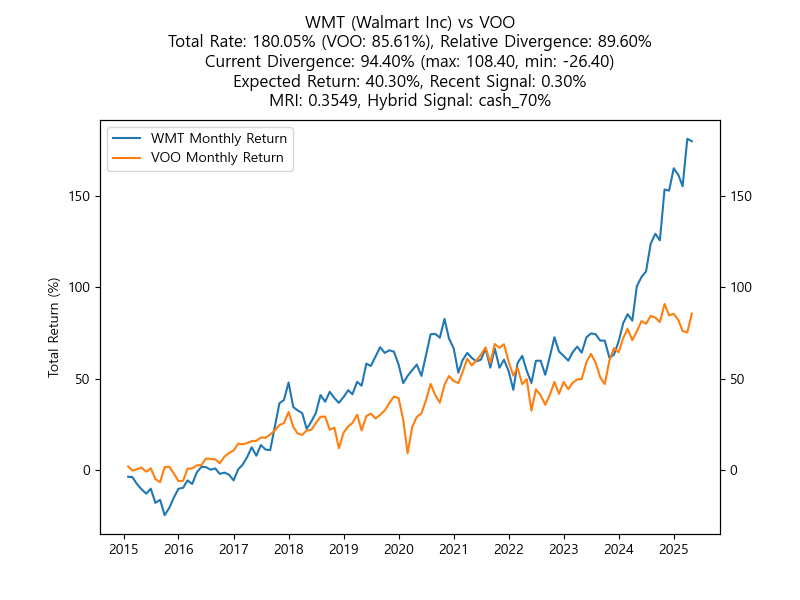 WMT (Walmart Inc) vs VOO
Total Rate: 180.05% (VOO: 85.61%), Relative Divergence: 89.60%
Current Divergence: 94.40% (max: 108.40, min: -26.40)
Expected Return: 40.30%, Recent Signal: 0.30%
MRI: 0.3549, Hybrid Signal: cash_70%
WMT Monthly Return
VOO Monthly Return
Total Return (%)
150
100
50
0
150
100
50
0
2015 2016 2017 2018 2019 2020 2021 2022 2023 2024 2025